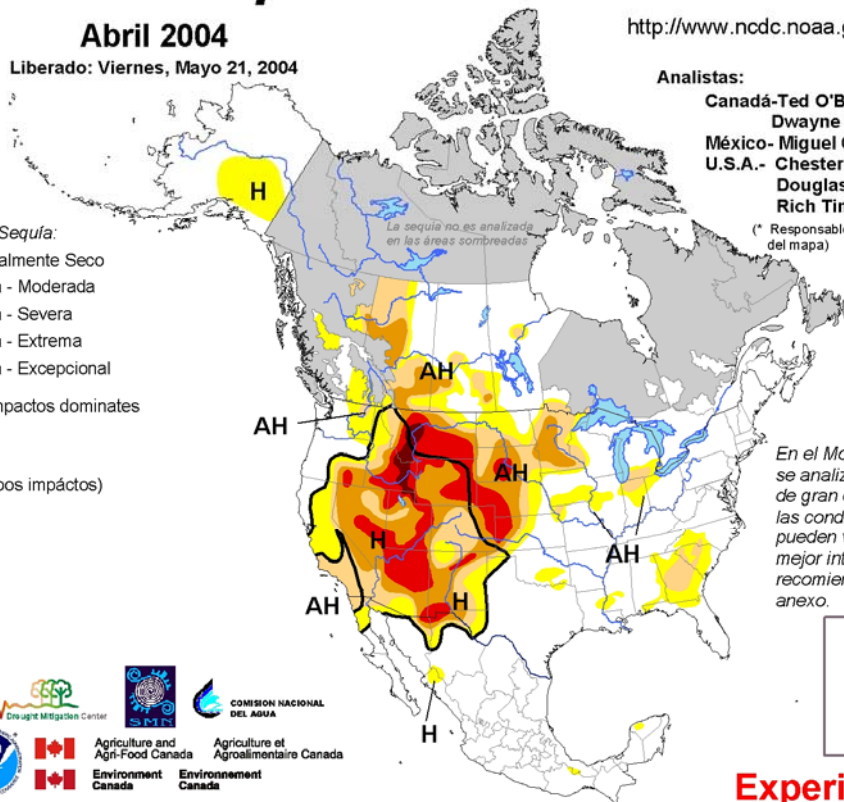 Abril 2004
Liberado: Viernes, Mayo 21, 2004
http://www.ncdc.noaa.g
Analistas:
Canadá-Ted O'B
Dwayne
México- Miguel
U.S.A.- Chester
Douglas
Rich Tin
(* Responsable
del mapa)
H
La sequía no es analizada
en las áreas sombreadas
Sequía:
almente Seco
- Moderada
- Severa
- Extrema
- Excepcional
mpactos dominates
pos impáctos)
AH
AH
AH
H
AH
AH
H
H
En el Mo
se analiz
de gran
las cond
pueden v
mejor int
recomier
anexo.
Drought Mitigation Center
SMN
COMISION NACIONAL
DEL AGUA
Agriculture and Agriculture et
Agri-Food Canada Agroalimentaire Canada
Environment Environnement
Canada Canada
Experi